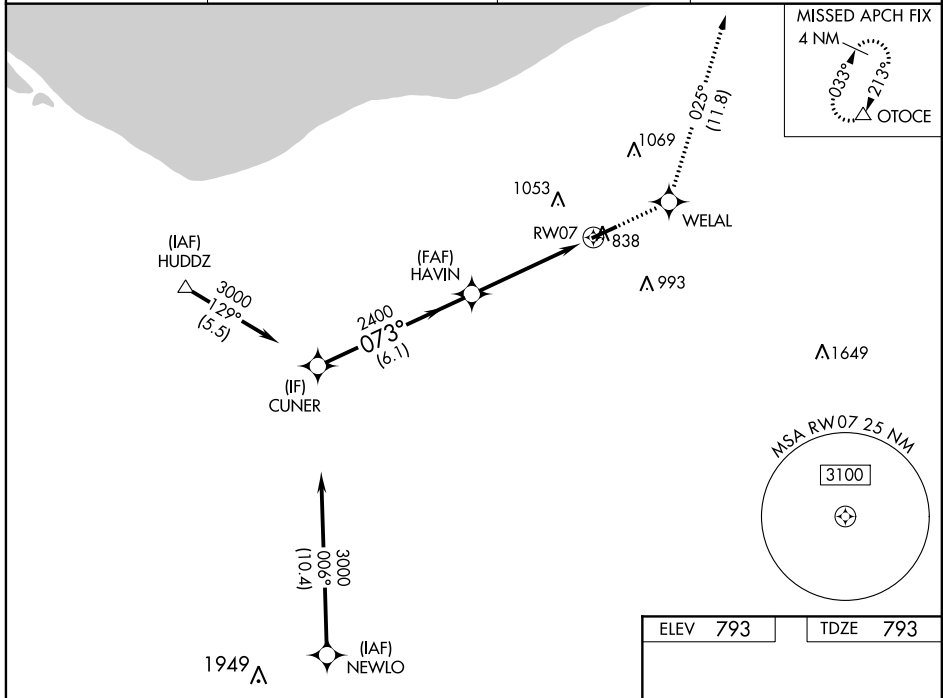 MISSED APCH FIX
4 NM
033°
213°
OTOCE
025°
(11.8)
1069
1053
WELAL
RW07
838
(IAF)
HUDDZ
(FAF)
HAVIN
993
3000
129°
(5.5)
2400
073°
(6.1)
1649
(IF)
CUNER
MSA RW07 25 NM
3100
3000
006°
(10.4)
ELEV 793
TDZE 793
(IAF)
NEWLO
1949